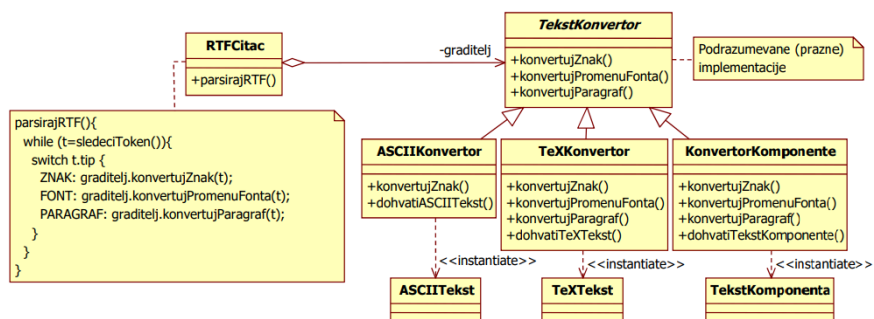 RTFCitac
+parsirajRTF()
-graditelj
TekstKonvertor
+konvertujZnak()
+konvertujPromenuFonta()
+konvertujParagraf()
Podrazumevane (prazne)
implementacije
parsirajRTF(){
while (t=sledeciToken()){
switch t.tip {
ZNAK: graditelj.konvertujZnak(t);
FONT: graditelj.konvertujPromenuFonta(t);
PARAGRAF: graditelj.konvertujParagraf(t);
}
}
}
ASCIIKonvertor
+konvertujZnak()
+dohvatiASCIITekst()
TeXKonvertor
+konvertujZnak()
+konvertujPromenuFonta()
+konvertujParagraf()
+dohvatiTeXTekst()
KonvertorKomponente
+konvertujZnak()
+konvertujPromenuFonta()
+konvertujParagraf()
+dohvatiTekstKomponente()
<<instantiate>>
<<instantiate>>
<<instantiate>>
ASCIITekst
TeXTekst
TekstKomponenta